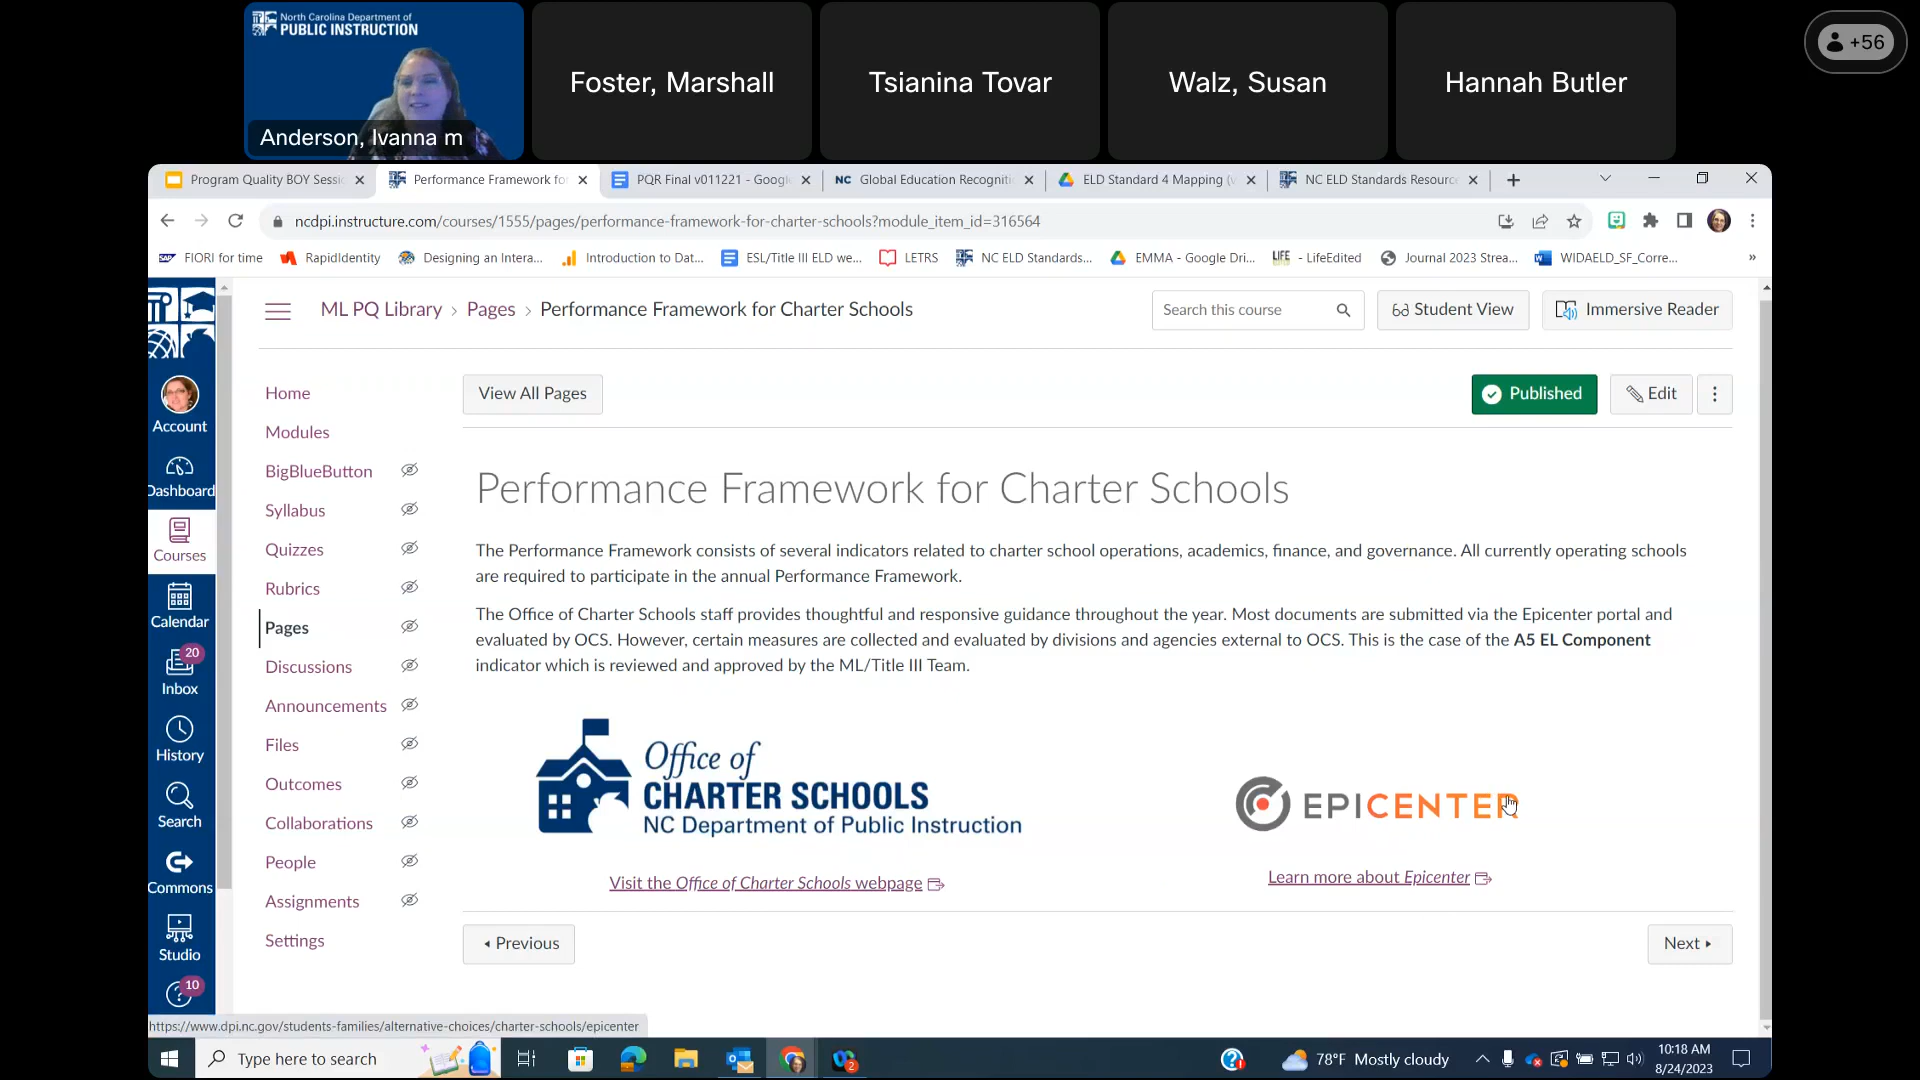 North Carolina Department of
PUBLIC INSTRUCTION
Anderson, Ivanna m
Foster, Marshall
Tsianina Tovar
Walz, Susan
Hannah Butler
+56
Program Quality BOY Sessi
Performance Framework fo
PQR Final v011221 - Googl
NC Global Education Recogniti
ELD Standard 4 Mapping (v
NC ELD Standards Resourc
ncdpi.instructure.com/courses/1555/pages/performance-framework-for-charter-schools?module_item_id=316564
SAP FIORI for time
RapidIdentity
Designing an Intera...
Introduction to Dat...
ESL/Title III ELD we...
LETRS
NC ELD Standards...
EMMA - Google Dri...
LIFE - LifeEdited
Journal 2023 Strea...
WIDAELD_SF_Corre...
»
ML PQ Library › Pages › Performance Framework for Charter Schools
Search this course
Student View
Immersive Reader
Account
Dashboard
Courses
Calendar
20
Inbox
History
Search
Commons
Studio
10
Home
Modules
BigBlueButton
Syllabus
Quizzes
Rubrics
Pages
Discussions
Announcements
Files
Outcomes
Collaborations
People
Assignments
Settings
View All Pages
Published
Edit
Performance Framework for Charter Schools
The Performance Framework consists of several indicators related to charter school operations, academics, finance, and governance. All currently operating schools
are required to participate in the annual Performance Framework.
The Office of Charter Schools staff provides thoughtful and responsive guidance throughout the year. Most documents are submitted via the Epicenter portal and
evaluated by OCS. However, certain measures are collected and evaluated by divisions and agencies external to OCS. This is the case of the A5 EL Component
indicator which is reviewed and approved by the ML/Title III Team.
Office of
CHARTER SCHOOLS
NC Department of Public Instruction
EPICENTER
Visit the Office of Charter Schools webpage
Learn more about Epicenter
Previous
Next
https://www.dpi.nc.gov/students-families/alternative-choices/charter-schools/epicenter
Type here to search
2
78°F Mostly cloudy
10:18 AM
8/24/2023